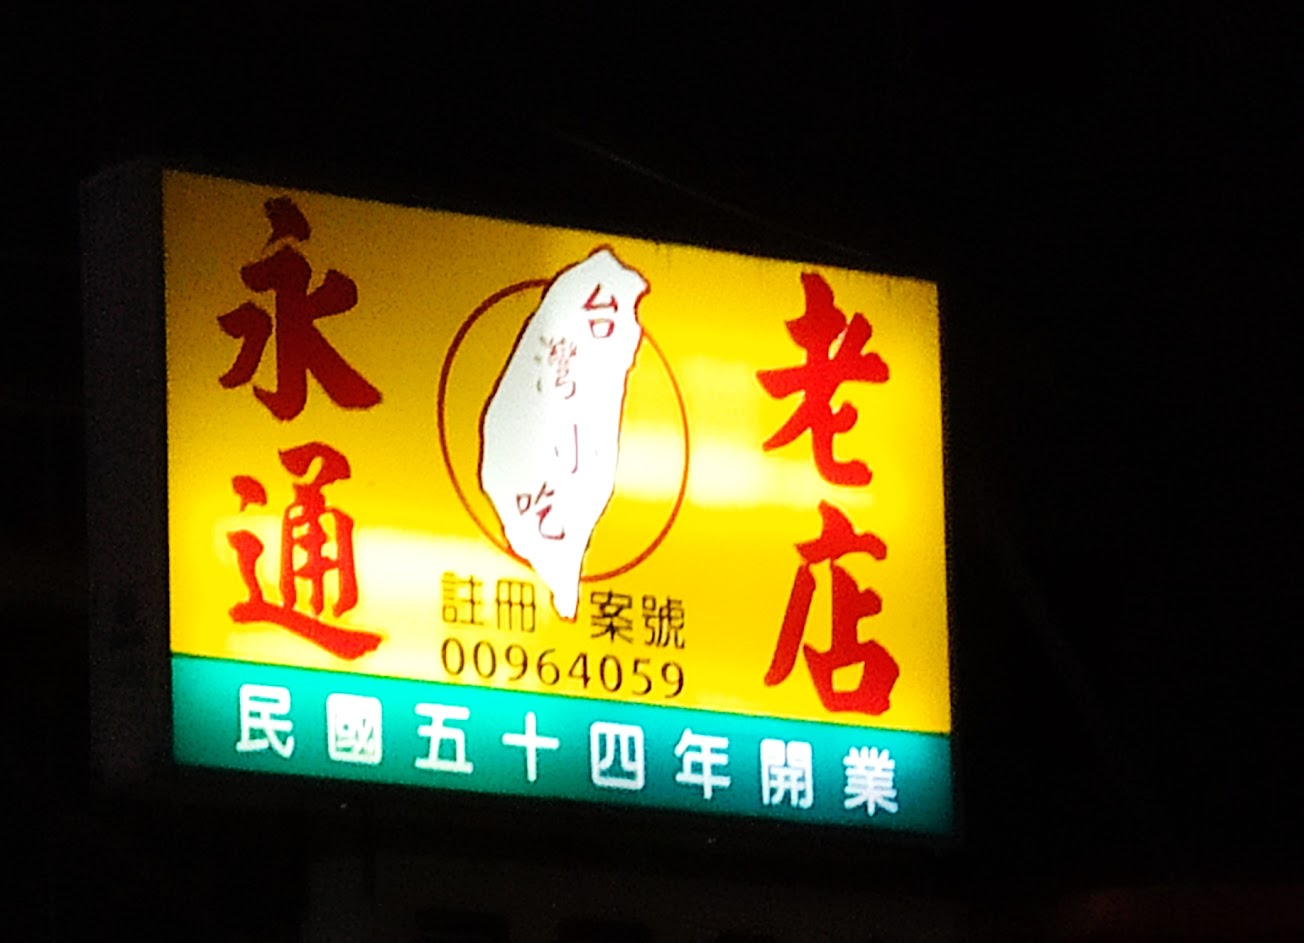 永通
台灣小吃
老店
註冊 案號
00964059
民國五十四年開業